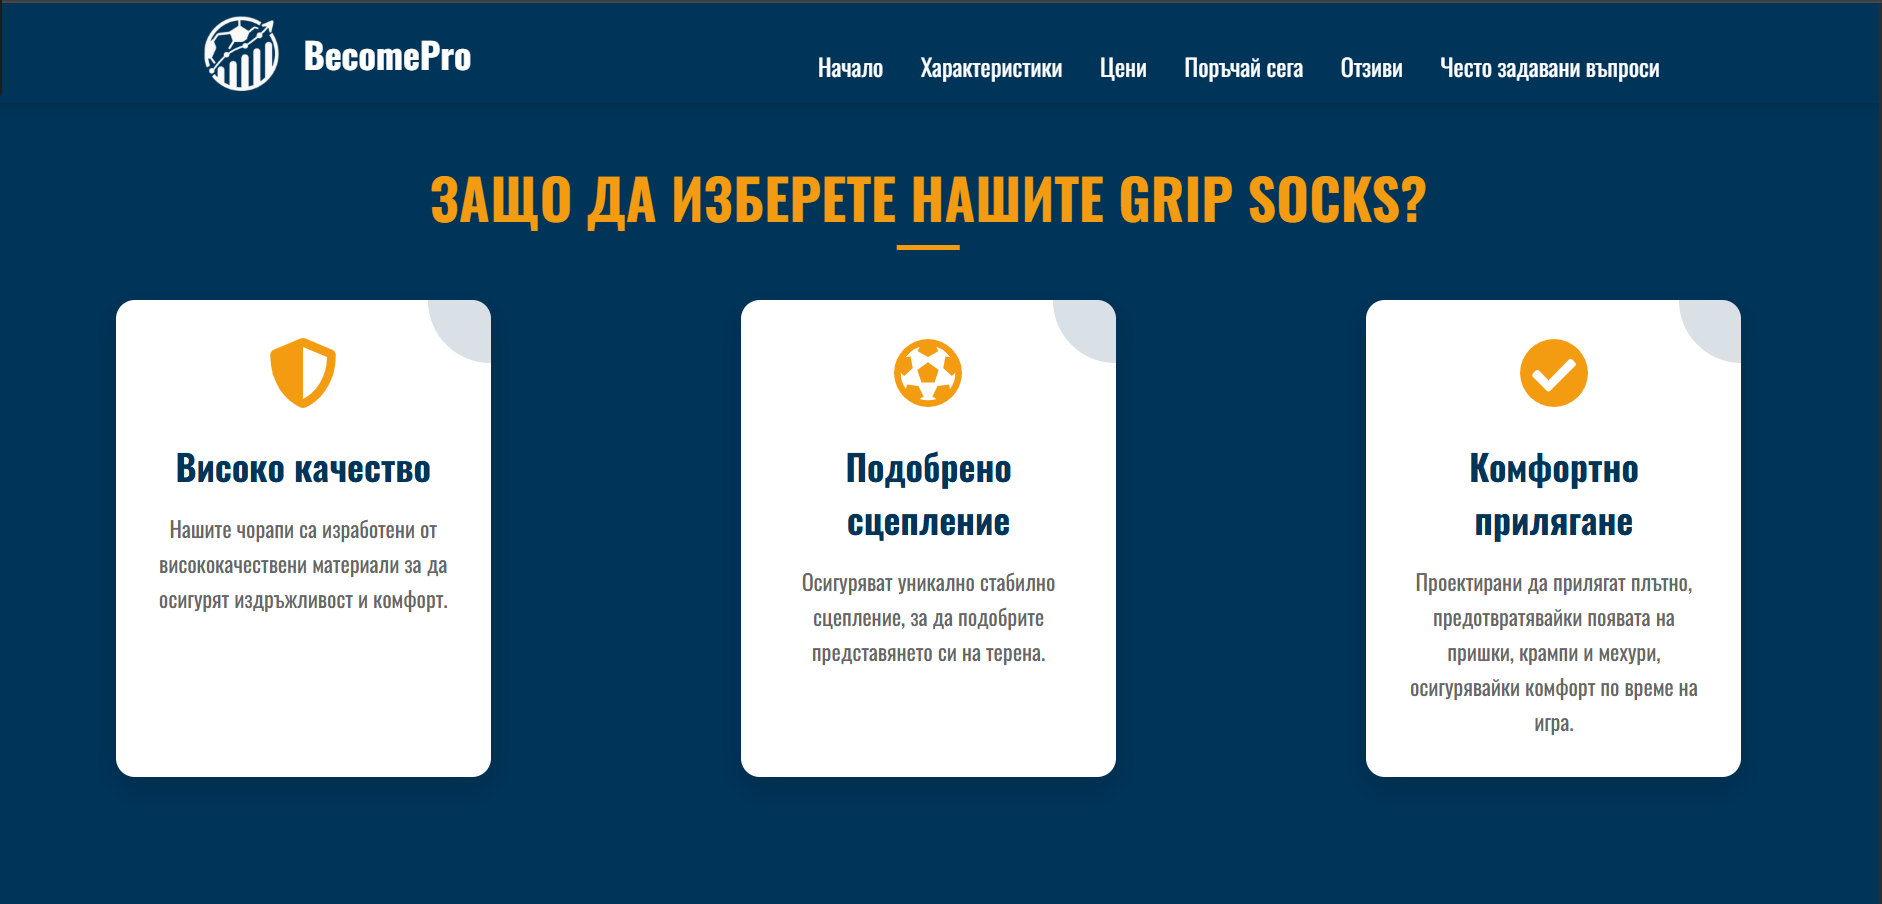 BecomePro
Начало Характеристики Цени Поръчай сега Отзиви Често задавани въпроси
ЗАЩО ДА ИЗБЕРЕТЕ НАШИТЕ GRIP SOCKS?
Високо качество
Нашите чорапи са изработени от
висококачествени материали за да
осигурят издръжливост и комфорт.
Подобрено
сцепление
Осигуряват уникално стабилно
сцепление, за да подобрите
представянето си на терена.
Комфортно
прилягане
Проектирани да прилягат плътно,
предотвратявайки появата на
пришки, крампи и мехури,
осигурявайки комфорт по време на
игра.